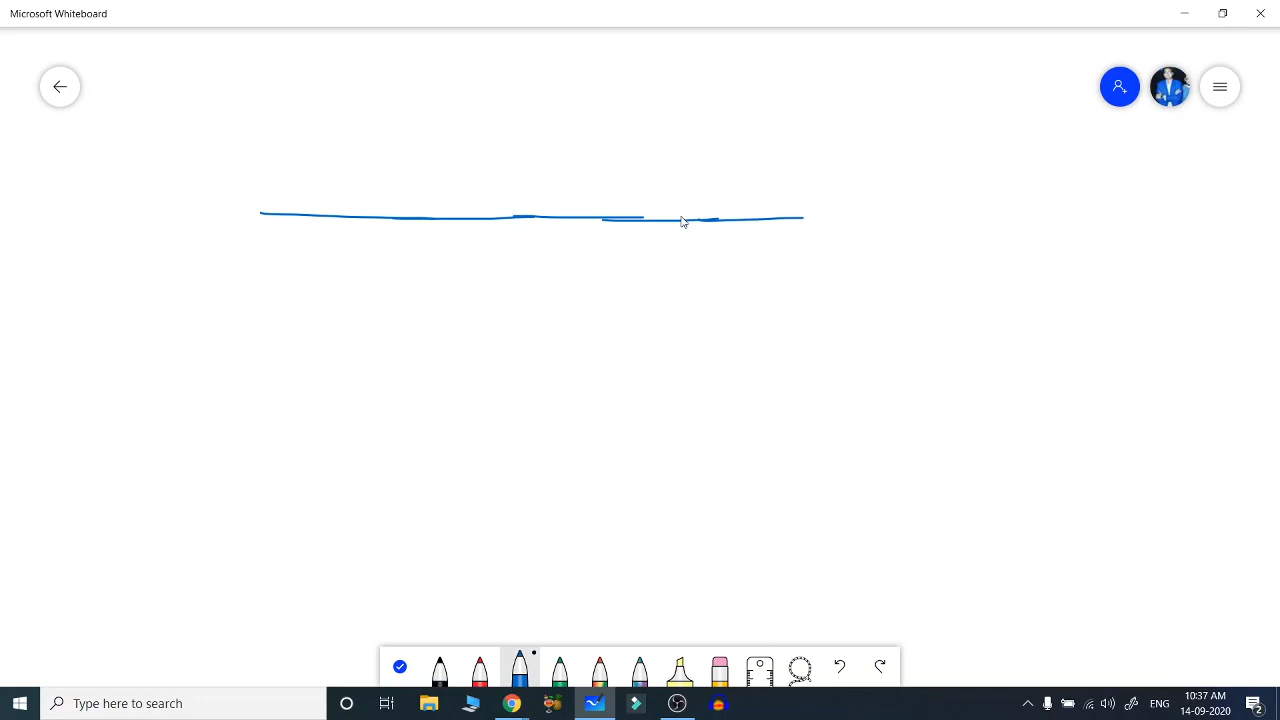 Microsoft Whiteboard
Type here to search
ENG
10:37 AM
14-09-2020
2